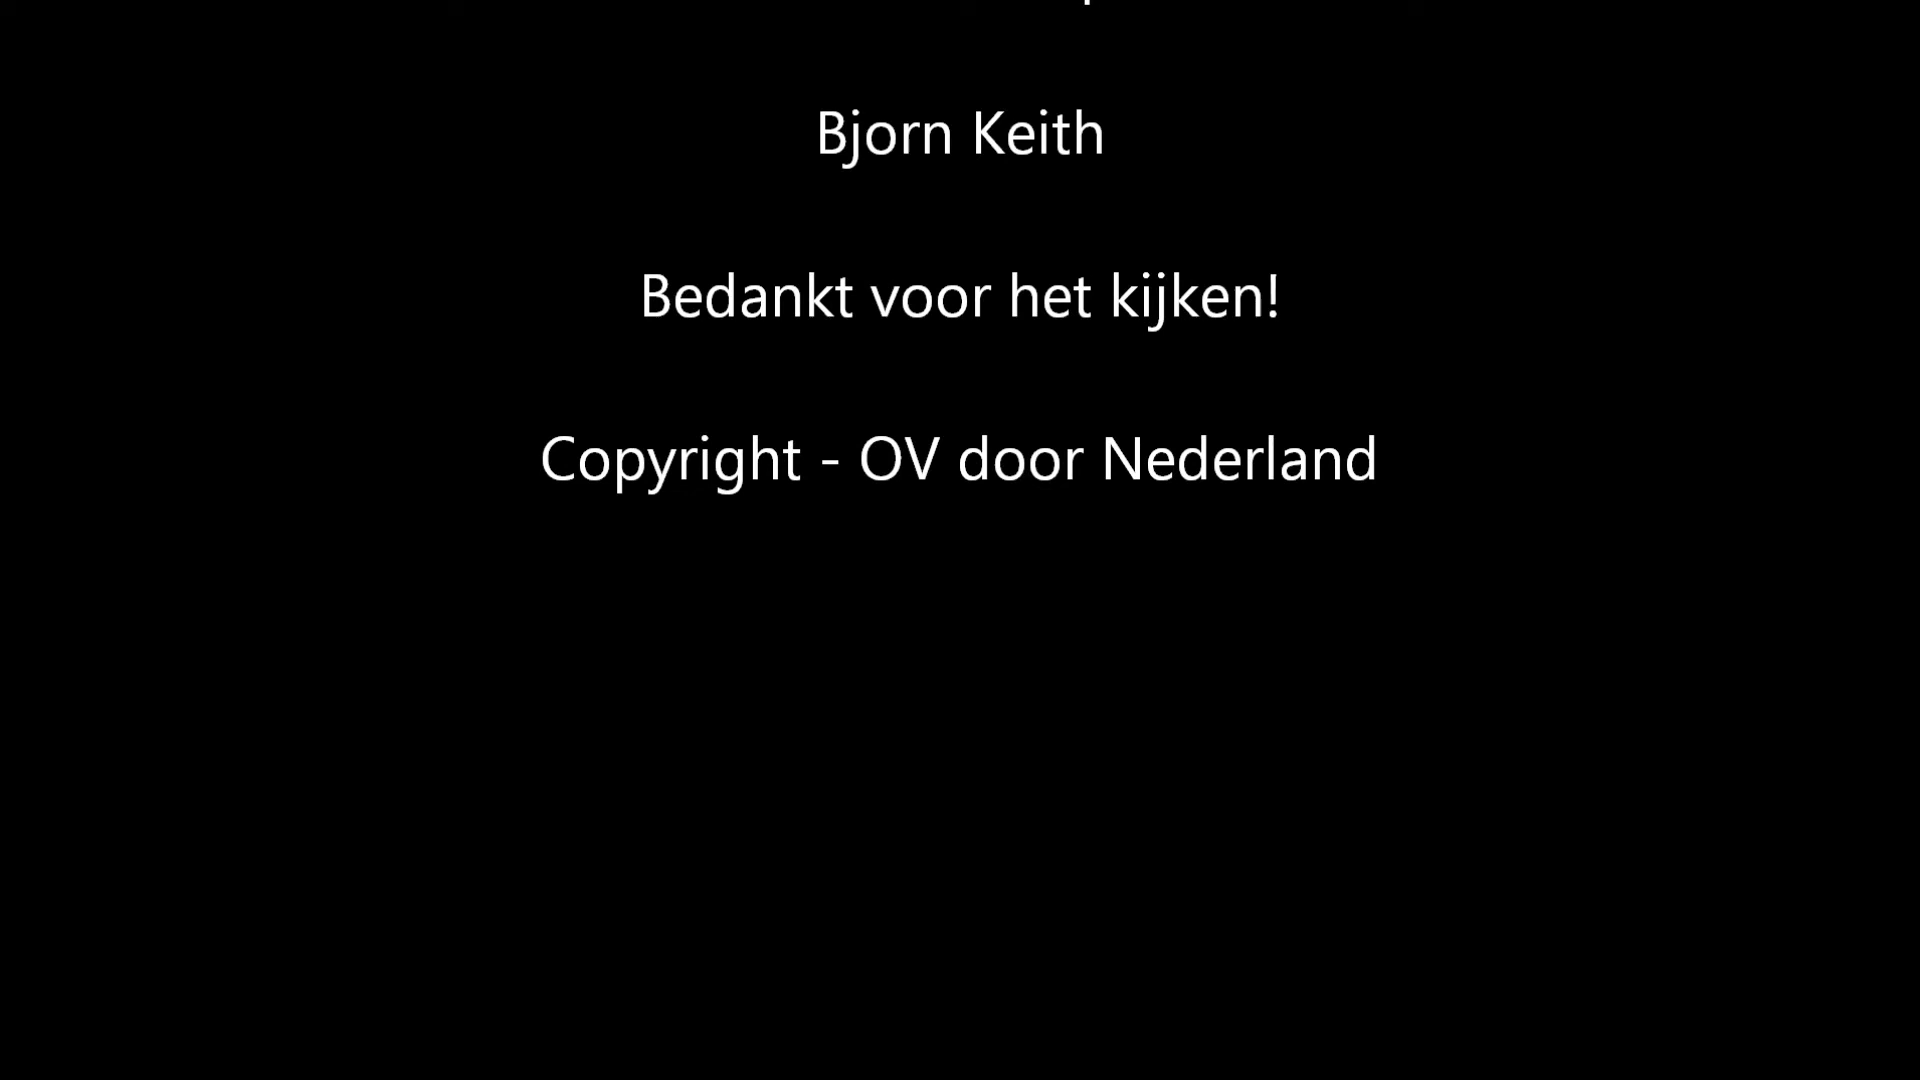 Bjorn Keith
Bedankt voor het kijken!
Copyright - OV door Nederland